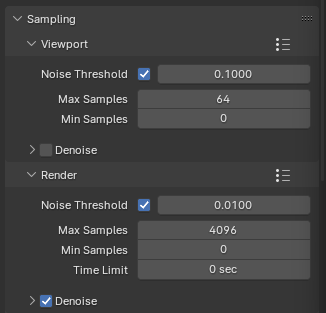 Sampling
Viewport
Noise Threshold 0.1000
Max Samples 64
Min Samples 0
Denoise
Render
Noise Threshold 0.0100
Max Samples 4096
Min Samples 0
Time Limit 0 sec
Denoise